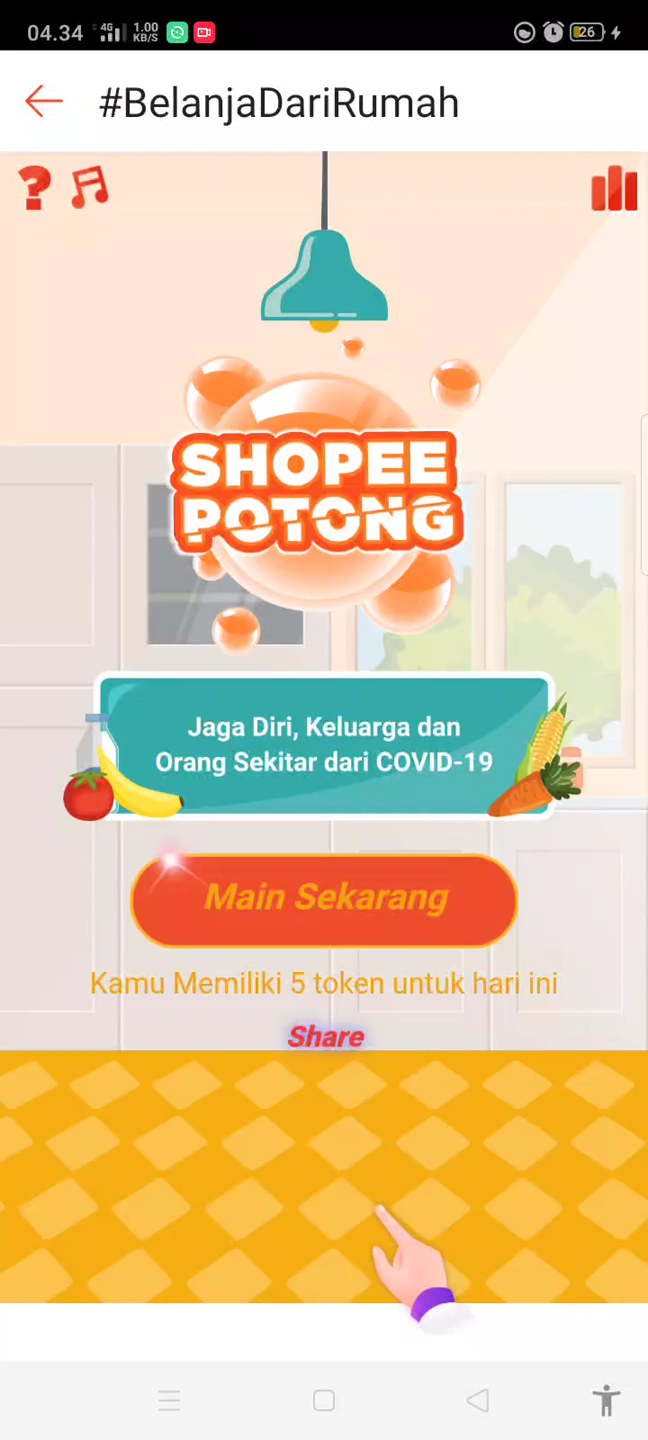 04.34 4G 1.00 KB/S 26
#BelanjaDariRumah
?
SHOPEE
POTONG
Jaga Diri, Keluarga dan
Orang Sekitar dari COVID-19
Main Sekarang
Kamu Memiliki 5 token untuk hari ini
Share